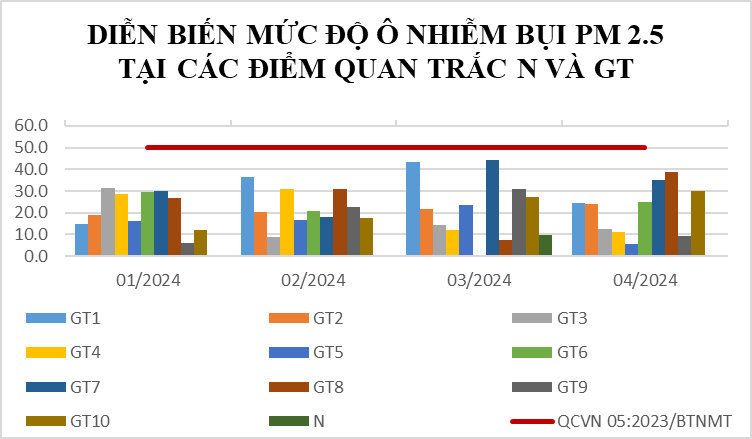 DIỄN BIẾN MỨC ĐỘ Ô NHIỄM BỤI PM 2.5
TẠI CÁC ĐIỂM QUAN TRẮC N VÀ GT
60.0
50.0
40.0
30.0
20.0
10.0
0.0
01/2024 02/2024 03/2024 04/2024
GT1 GT2 GT3
GT4 GT5 GT6
GT7 GT8 GT9
GT10 N QCVN 05:2023/BTNMT